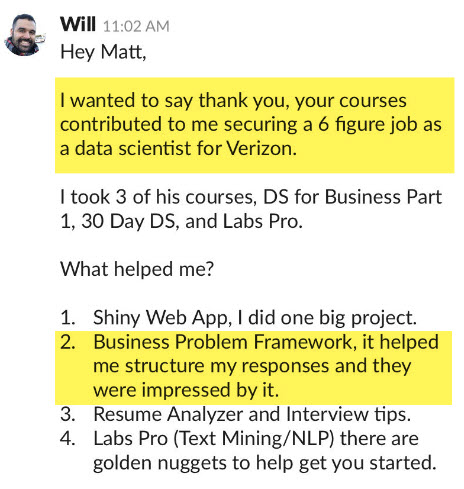 Will 11:02 AM
Hey Matt,
I wanted to say thank you, your courses
contributed to me securing a 6 figure job as
a data scientist for Verizon.
I took 3 of his courses, DS for Business Part
1, 30 Day DS, and Labs Pro.
What helped me?
1. Shiny Web App, I did one big project.
2. Business Problem Framework, it helped
me structure my responses and they
were impressed by it.
3. Resume Analyzer and Interview tips.
4. Labs Pro (Text Mining/NLP) there are
golden nuggets to help get you started.